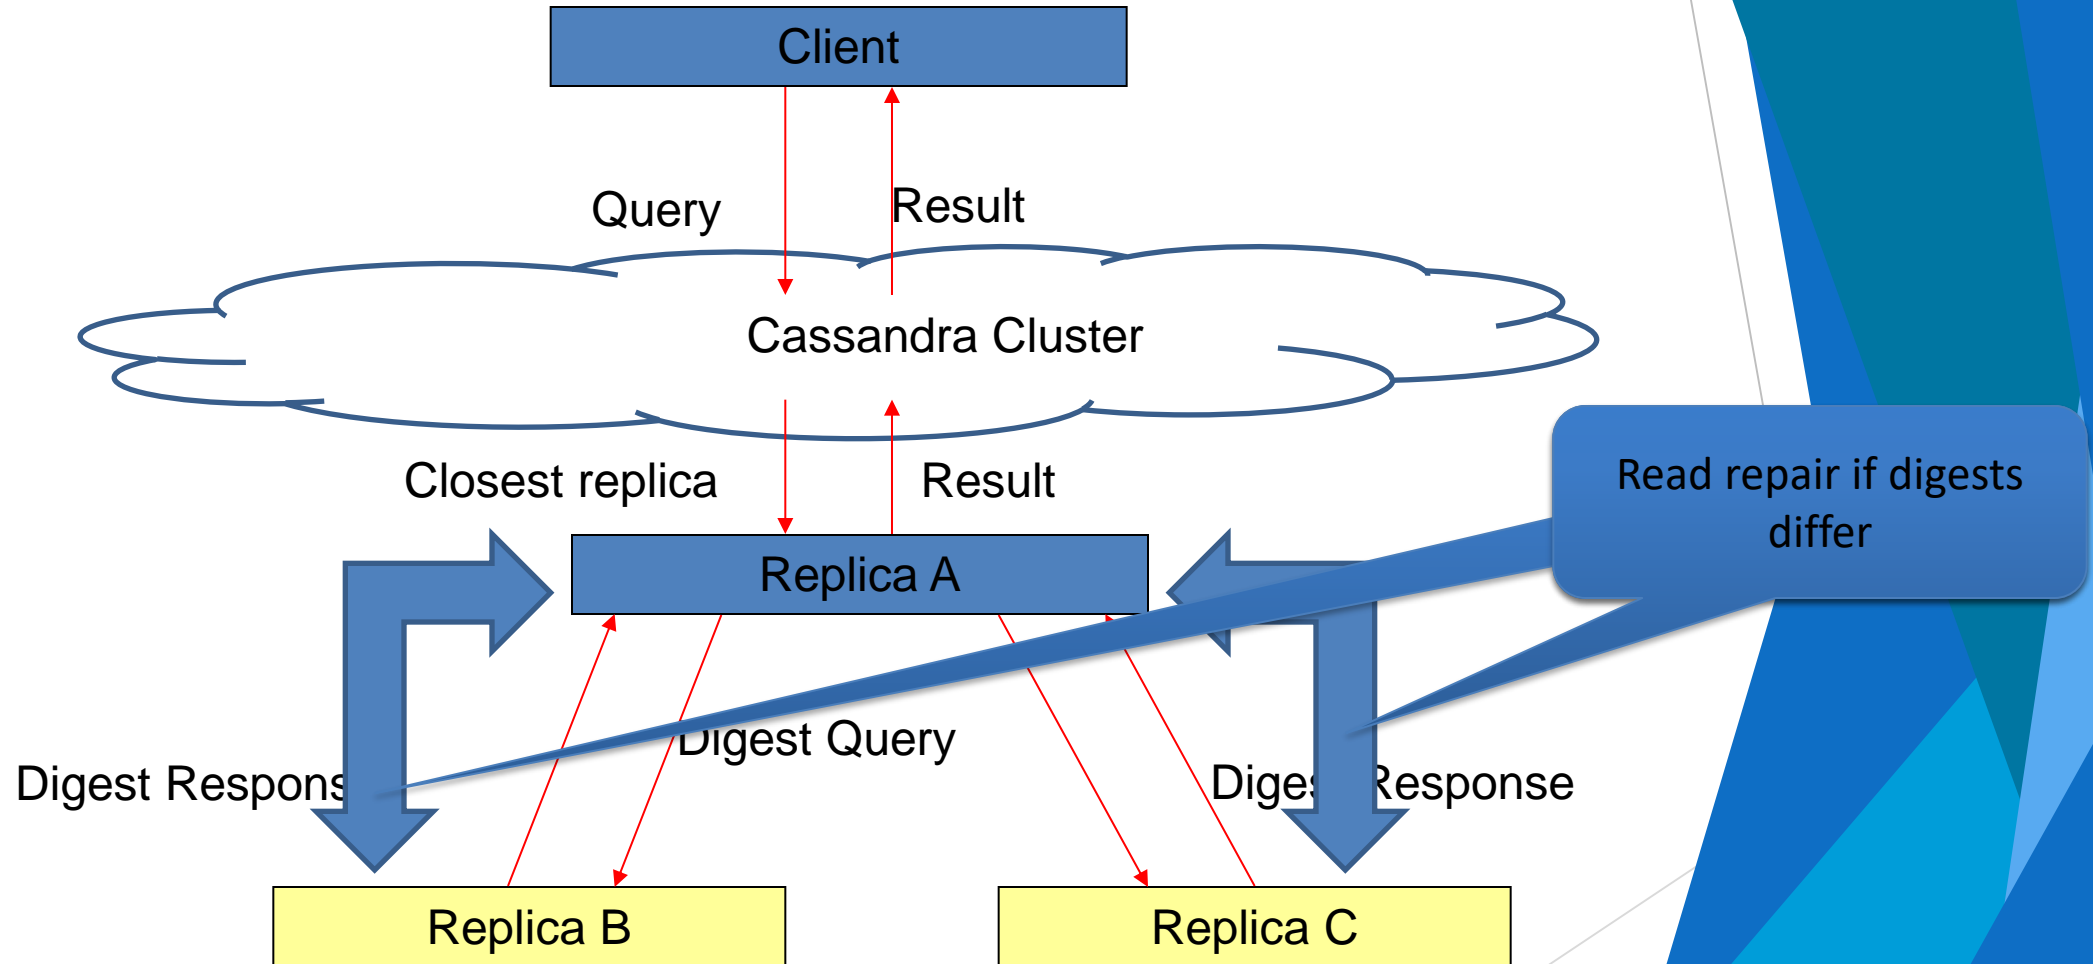 Client
Query
Result
Cassandra Cluster
Closest replica
Result
Read repair if digests
differ
Replica A
Digest Query
Digest Respons
Digest Response
Replica B
Replica C